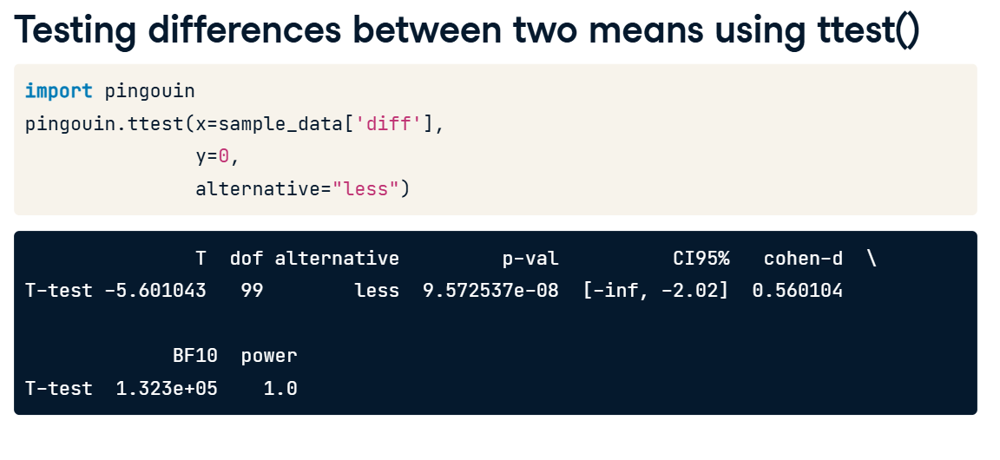 Testing differences between two means using ttest()
import pingouin
pingouin.ttest(x=sample_data['diff'],
               y=0,
               alternative="less")
               T  dof alternative         p-val          CI95%   cohen-d  \
T-test -5.601043   99        less  9.572537e-08  [-inf, -2.02]  0.560104
             BF10  power
T-test  1.323e+05    1.0